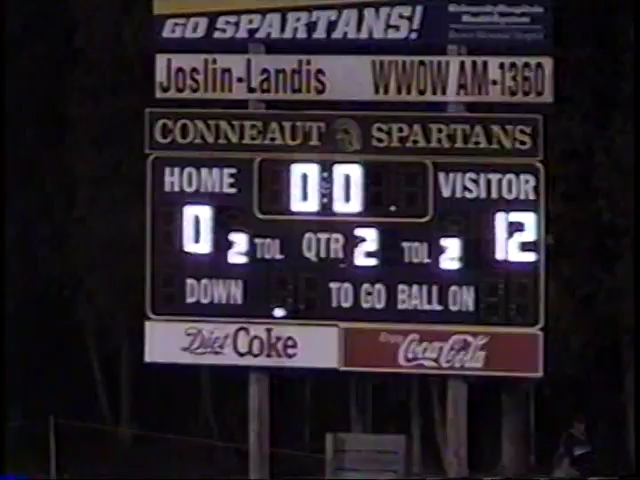 GO SPARTANS!
Joslin-Landis WWOW AM-1360
CONNEAUT SPARTANS
HOME 0:0 VISITOR
0 2 TOL QTR 2 TOL 2 12
DOWN TO GO BALL ON
Diet Coke Enjoy Coca-Cola